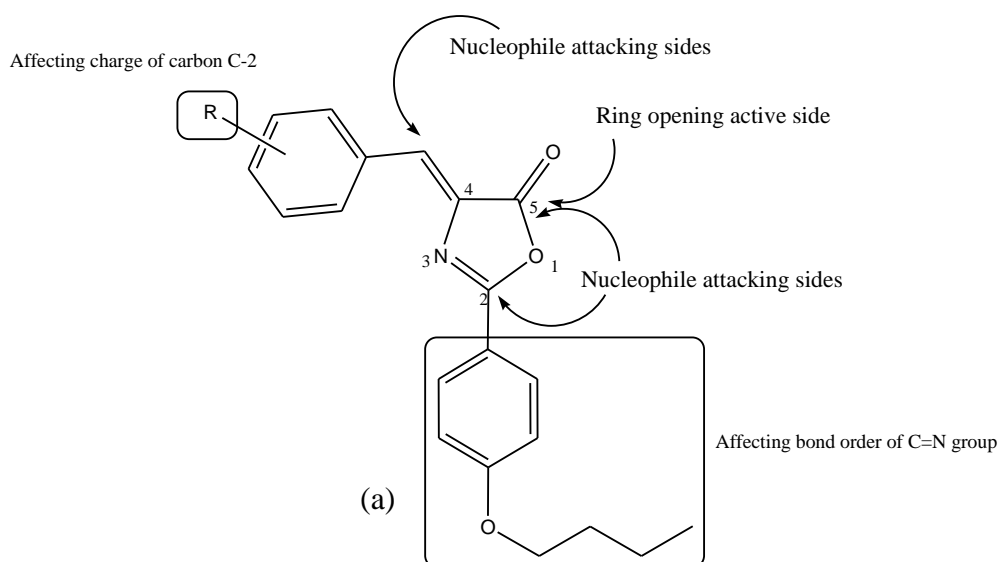 Nucleophile attacking sides
Affecting charge of carbon C-2
R
Ring opening active side
O
4
5
N
3
O
1
2
Nucleophile attacking sides
Affecting bond order of C=N group
(a)
O